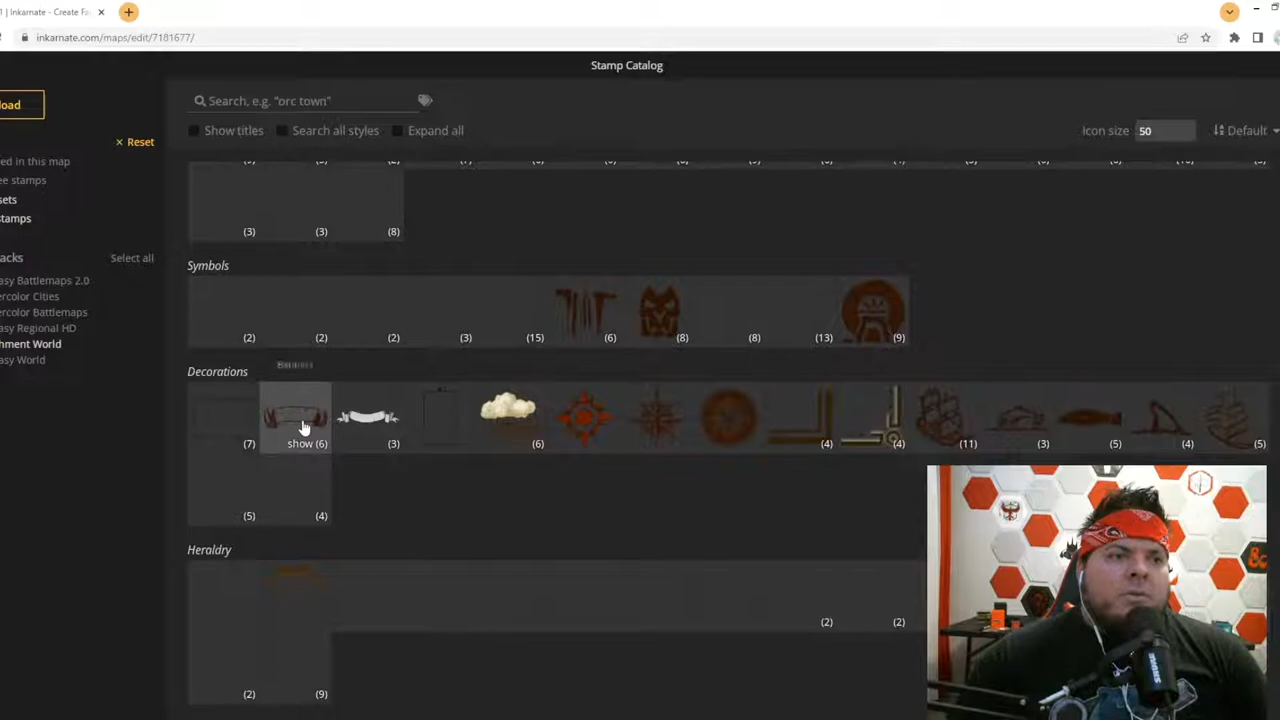 1 | Inkarnate - Create Fa
inkarnate.com/maps/edit/7181677/
Stamp Catalog
oad
Search, e.g. "orc town"
Show titles
Search all styles
Expand all
Icon size
50
Default
× Reset
ed in this map
ee stamps
sets
stamps
acks
Select all
asy Battlemaps 2.0
ercolor Cities
ercolor Battlemaps
asy Regional HD
hment World
asy World
(3) (3) (8)
Symbols
(2) (2) (2) (3) (15) (6) (8) (8) (13) (9)
Decorations
Banners
(7) show (6) (3) (6) (4) (4) (11) (3) (5) (4) (5)
(5) (4)
Heraldry
(2) (2)
(2) (9)